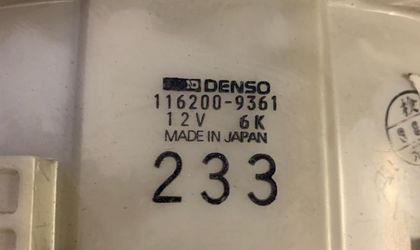 DENSO
116200-9361
12V 6K
MADE IN JAPAN
233